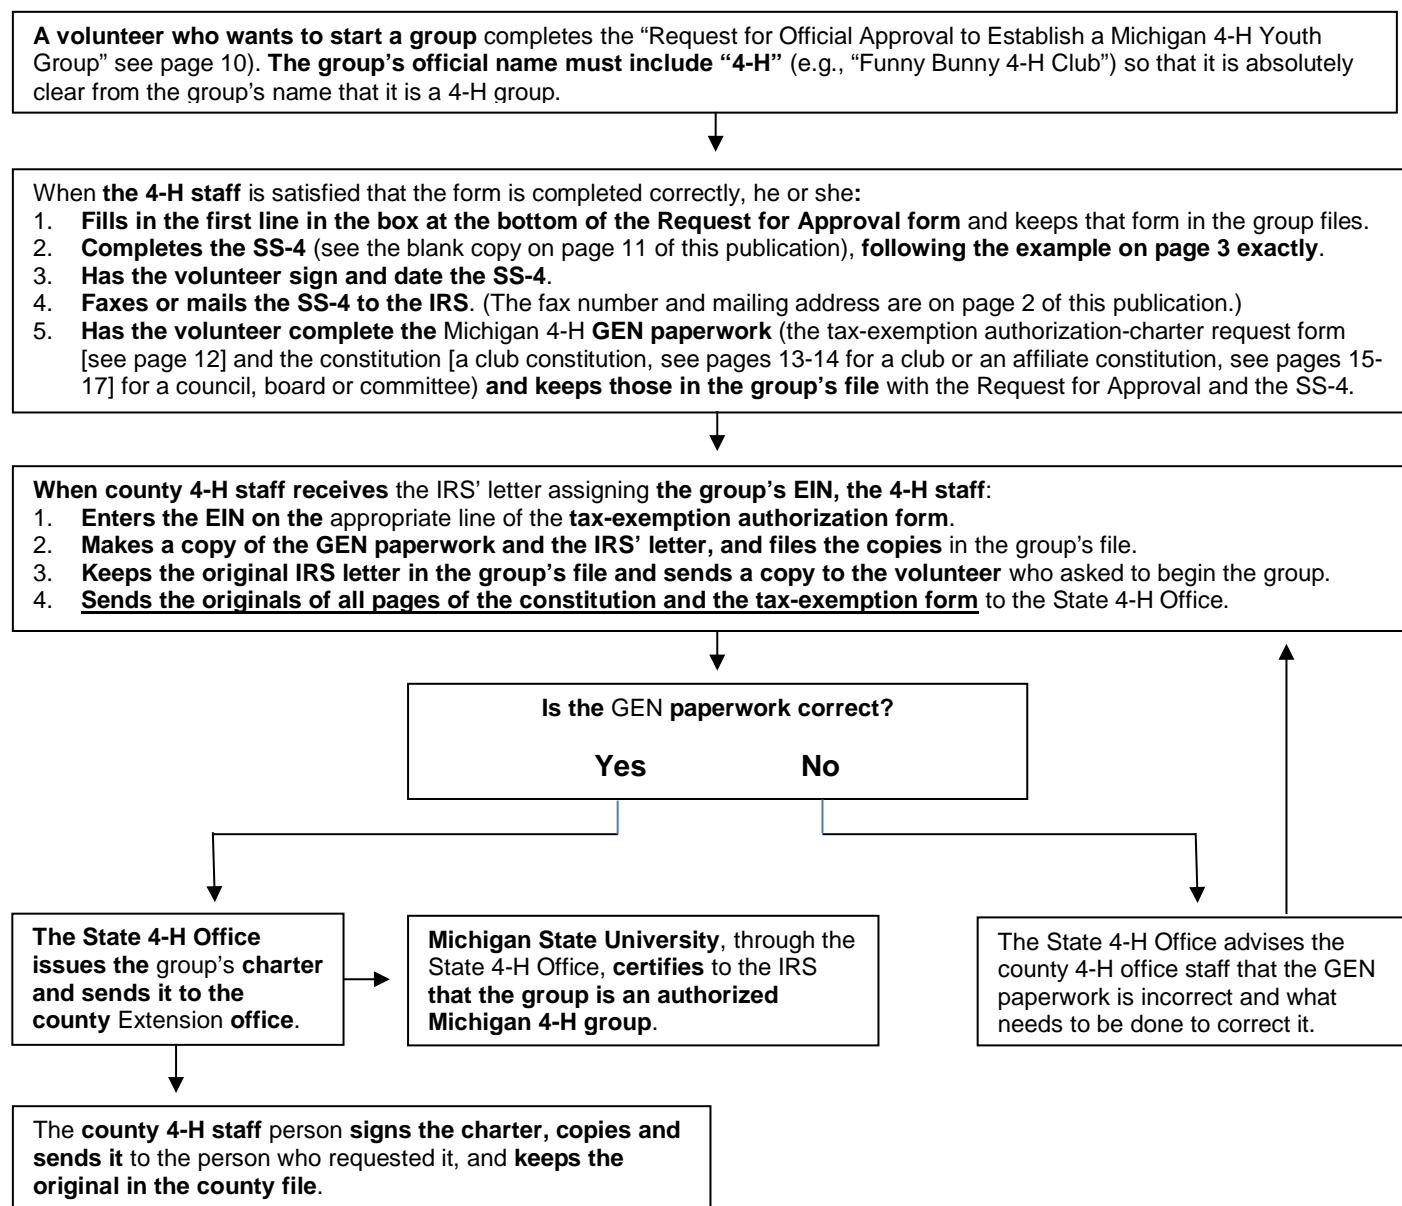 A volunteer who wants to start a group completes the “Request for Official Approval to Establish a Michigan 4-H Youth
Group” see page 10). The group’s official name must include “4-H” (e.g., “Funny Bunny 4-H Club”) so that it is absolutely
clear from the group’s name that it is a 4-H group.
When the 4-H staff is satisfied that the form is completed correctly, he or she:
1. Fills in the first line in the box at the bottom of the Request for Approval form and keeps that form in the group files.
2. Completes the SS-4 (see the blank copy on page 11 of this publication), following the example on page 3 exactly.
3. Has the volunteer sign and date the SS-4.
4. Faxes or mails the SS-4 to the IRS. (The fax number and mailing address are on page 2 of this publication.)
5. Has the volunteer complete the Michigan 4-H GEN paperwork (the tax-exemption authorization-charter request form
[see page 12] and the constitution [a club constitution, see pages 13-14 for a club or an affiliate constitution, see pages 15-
17] for a council, board or committee) and keeps those in the group’s file with the Request for Approval and the SS-4.
When county 4-H staff receives the IRS’ letter assigning the group’s EIN, the 4-H staff:
1. Enters the EIN on the appropriate line of the tax-exemption authorization form.
2. Makes a copy of the GEN paperwork and the IRS’ letter, and files the copies in the group’s file.
3. Keeps the original IRS letter in the group’s file and sends a copy to the volunteer who asked to begin the group.
4. Sends the originals of all pages of the constitution and the tax-exemption form to the State 4-H Office.
Is the GEN paperwork correct?
Yes No
The State 4-H Office
issues the group’s charter
and sends it to the
county Extension office.
Michigan State University, through the
State 4-H Office, certifies to the IRS
that the group is an authorized
Michigan 4-H group.
The State 4-H Office advises the
county 4-H office staff that the GEN
paperwork is incorrect and what
needs to be done to correct it.
The county 4-H staff person signs the charter, copies and
sends it to the person who requested it, and keeps the
original in the county file.